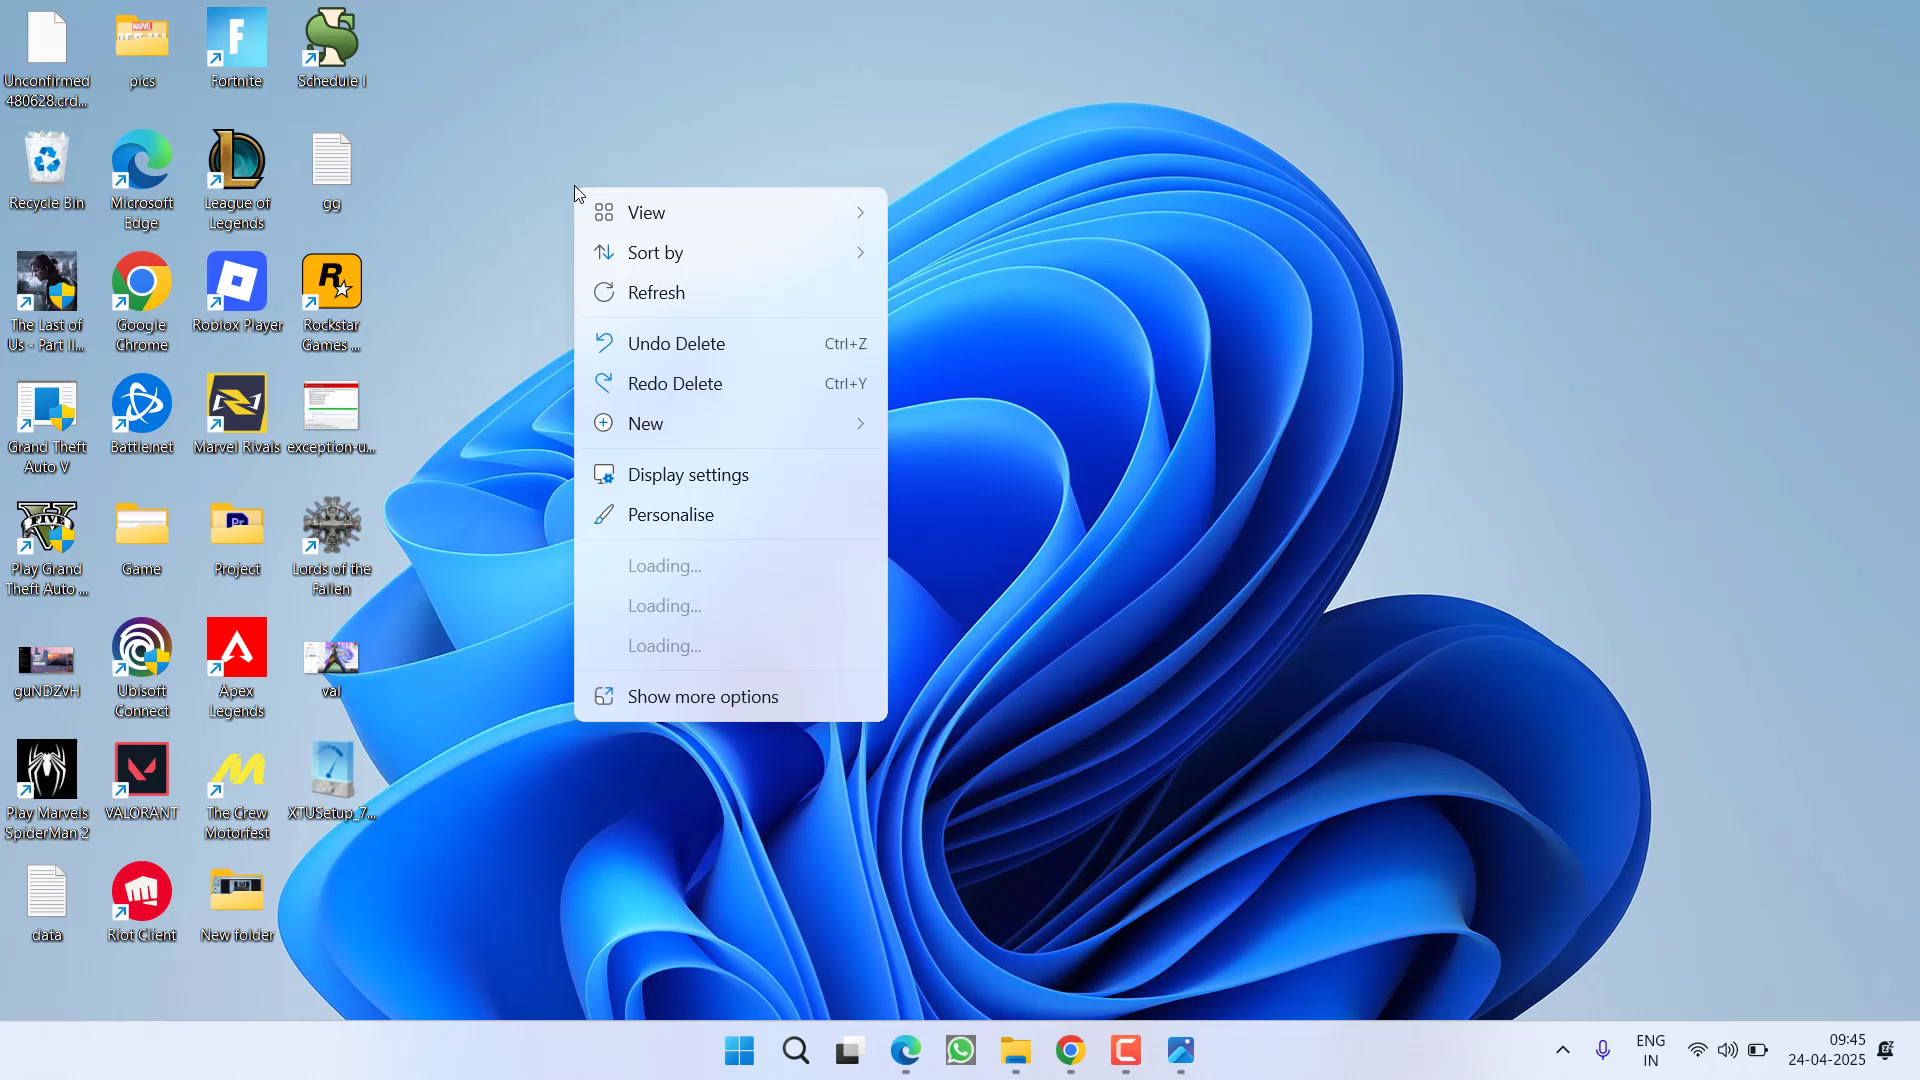 Unconfirmed
480628.crd...
pics
Fortnite
Schedule I
Recycle Bin
Microsoft
Edge
League of
Legends
gg
The Last of
Us - Part II...
Google
Chrome
Roblox Player
Rockstar
Games ...
Grand Theft
Auto V
Battle.net
Marvel Rivals
exception-u...
Play Grand
Theft Auto ...
Game
Project
Lords of the
Fallen
guNDZvH
Ubisoft
Connect
Apex
Legends
val
Play Marvels
SpiderMan 2
VALORANT
The Crew
Motorfest
XTUSetup_7...
data
Riot Client
New folder
MARVEL
FIVE
Pr
View
Sort by
Refresh
Undo Delete Ctrl+Z
Redo Delete Ctrl+Y
New
Display settings
Personalise
Loading...
Loading...
Loading...
Show more options
ENG
IN
09:45
24-04-2025